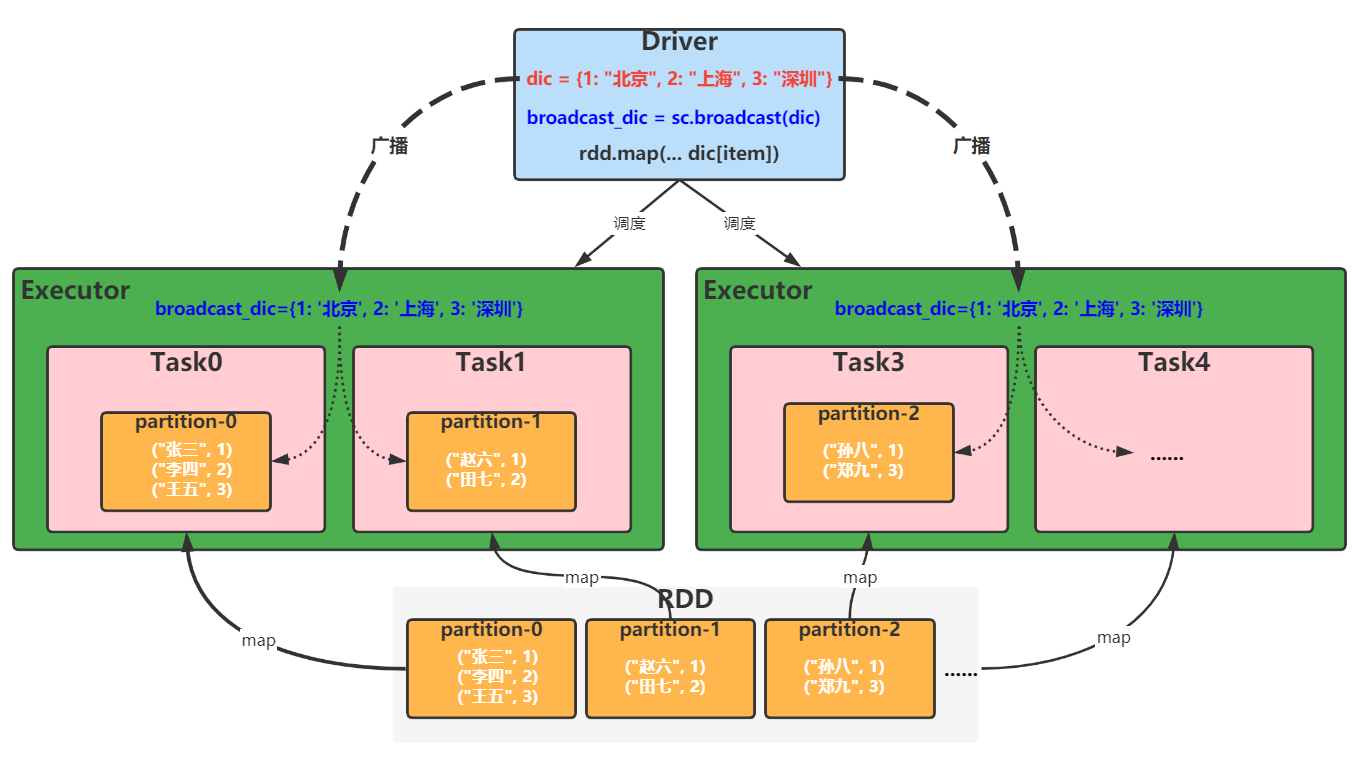 Driver
dic = {1: "北京", 2: "上海", 3: "深圳"}
broadcast_dic = sc.broadcast(dic)
rdd.map(... dic[item])
广播
广播
调度
调度
Executor
broadcast_dic={1: '北京', 2: '上海', 3: '深圳'}
Task0
partition-0
("张三", 1)
("李四", 2)
("王五", 3)
Task1
partition-1
("赵六", 1)
("田七", 2)
Executor
broadcast_dic={1: '北京', 2: '上海', 3: '深圳'}
Task3
partition-2
("孙八", 1)
("郑九", 3)
Task4
......
map
map
map
map
RDD
partition-0
("张三", 1)
("李四", 2)
("王五", 3)
partition-1
("赵六", 1)
("田七", 2)
partition-2
("孙八", 1)
("郑九", 3)
......